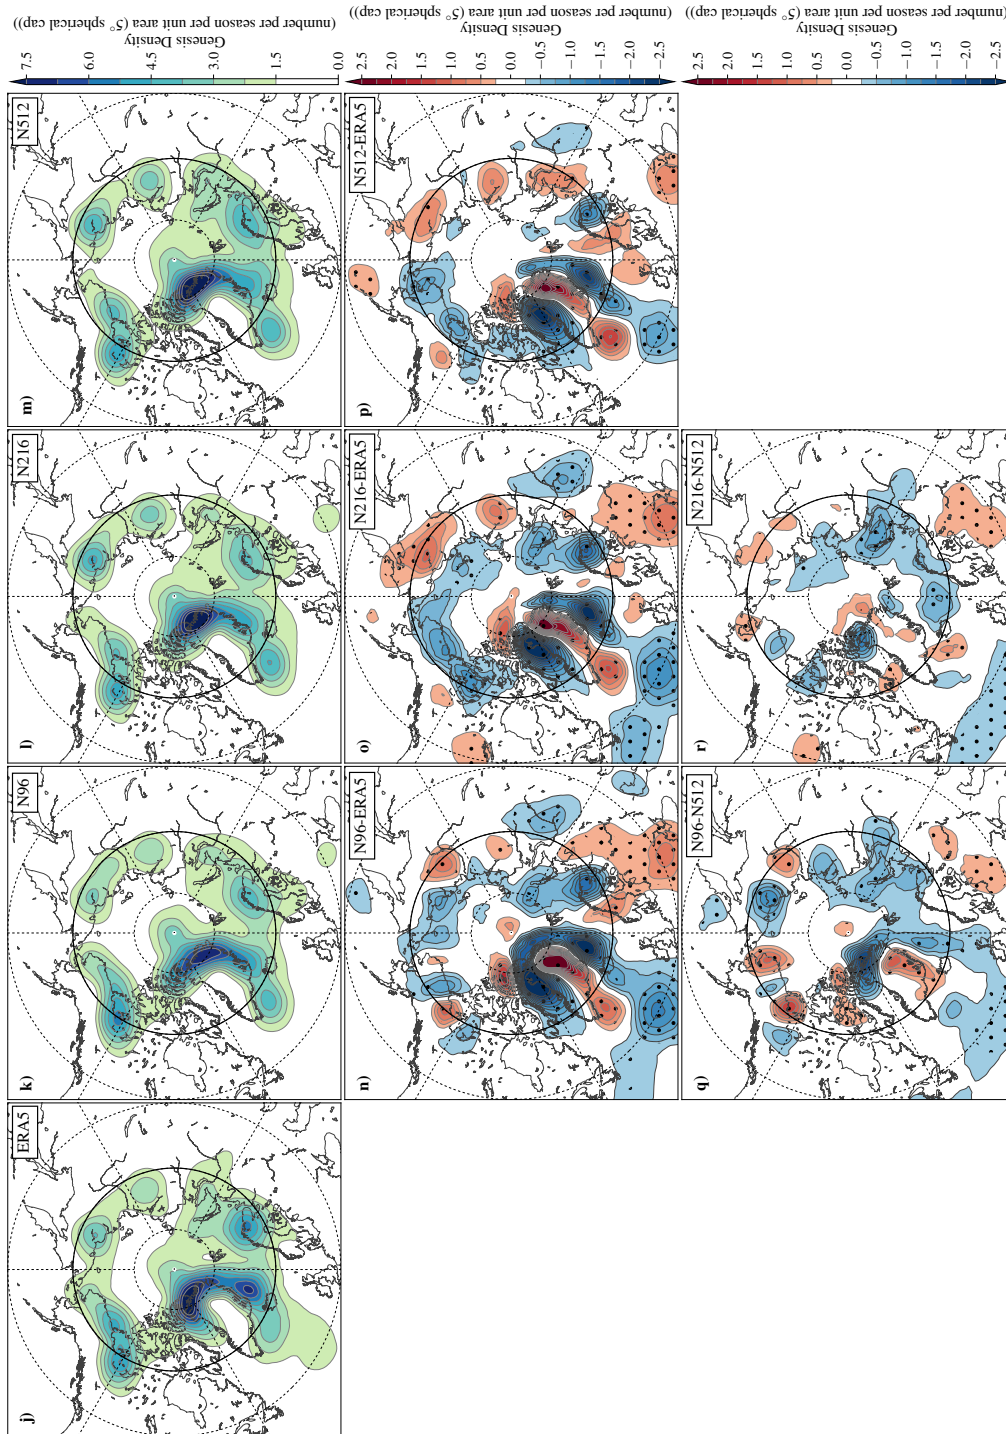 j)
ERA5
k)
N96
l)
N216
m)
N512
0.0
1.5
3.0
4.5
6.0
7.5
Genesis Density
(number per season per unit area (5° spherical cap))
n)
N96-ERA5
o)
N216-ERA5
p)
N512-ERA5
−2.5
−2.0
−1.5
−1.0
−0.5
0.0
0.5
1.0
1.5
2.0
2.5
Genesis Density
(number per season per unit area (5° spherical cap))
q)
N96-N512
r)
N216-N512
−2.5
−2.0
−1.5
−1.0
−0.5
0.0
0.5
1.0
1.5
2.0
2.5
Genesis Density
(number per season per unit area (5° spherical cap))